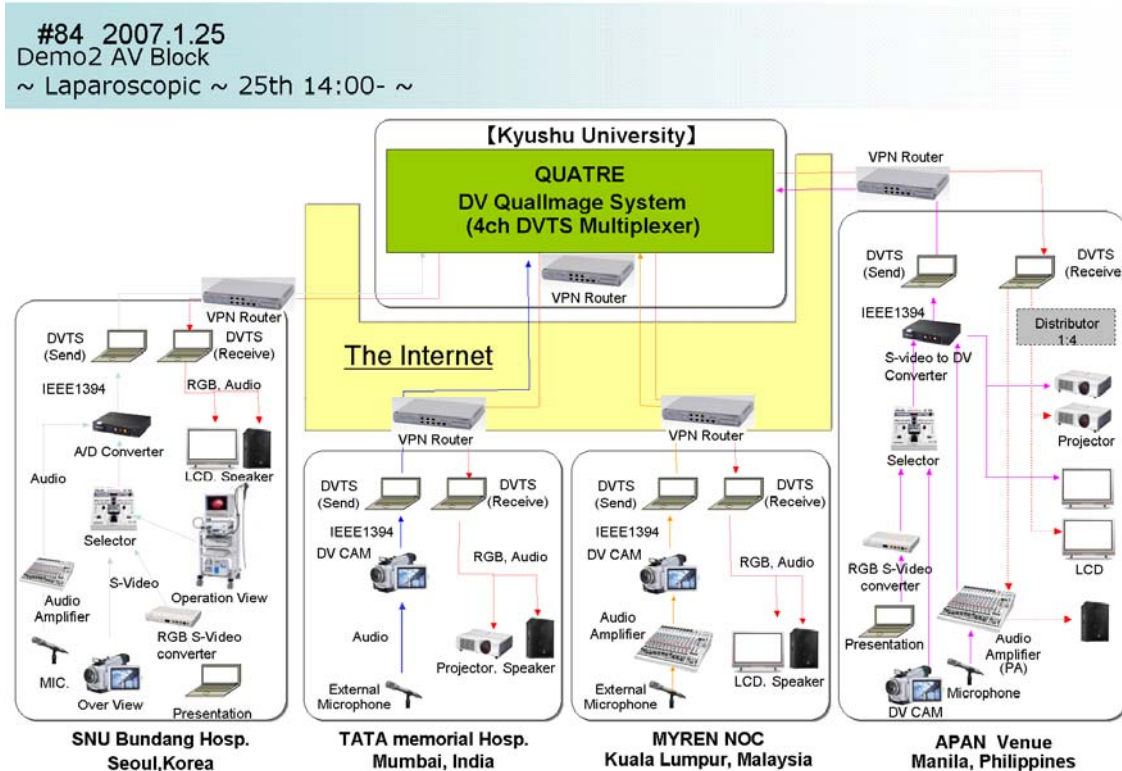 #84 2007.1.25
Demo2 AV Block
~ Laparoscopic ~ 25th 14:00- ~
【Kyushu University】
QUATRE
DV QualImage System
(4ch DVTS Multiplexer)
VPN Router
VPN Router
The Internet
VPN Router
DVTS
(Send)
DVTS
(Receive)
IEEE1394
RGB, Audio
A/D Converter
LCD. Speaker
Audio
Selector
S-Video
Operation View
Audio
Amplifier
RGB S-Video
converter
MIC.
Over View
Presentation
SNU Bundang Hosp.
Seoul,Korea
VPN Router
DVTS
(Send)
DVTS
(Receive)
IEEE1394
DV CAM
RGB, Audio
Audio
Projector. Speaker
External
Microphone
TATA memorial Hosp.
Mumbai, India
VPN Router
DVTS
(Send)
DVTS
(Receive)
IEEE1394
DV CAM
RGB, Audio
Audio
Amplifier
LCD. Speaker
External
Microphone
MYREN NOC
Kuala Lumpur, Malaysia
DVTS
(Send)
DVTS
(Receive)
IEEE1394
Distributor
1:4
S-video to DV
Converter
Projector
Selector
LCD
RGB S-Video
converter
Presentation
Audio
Amplifier
(PA)
Microphone
DV CAM
APAN Venue
Manila, Philippines